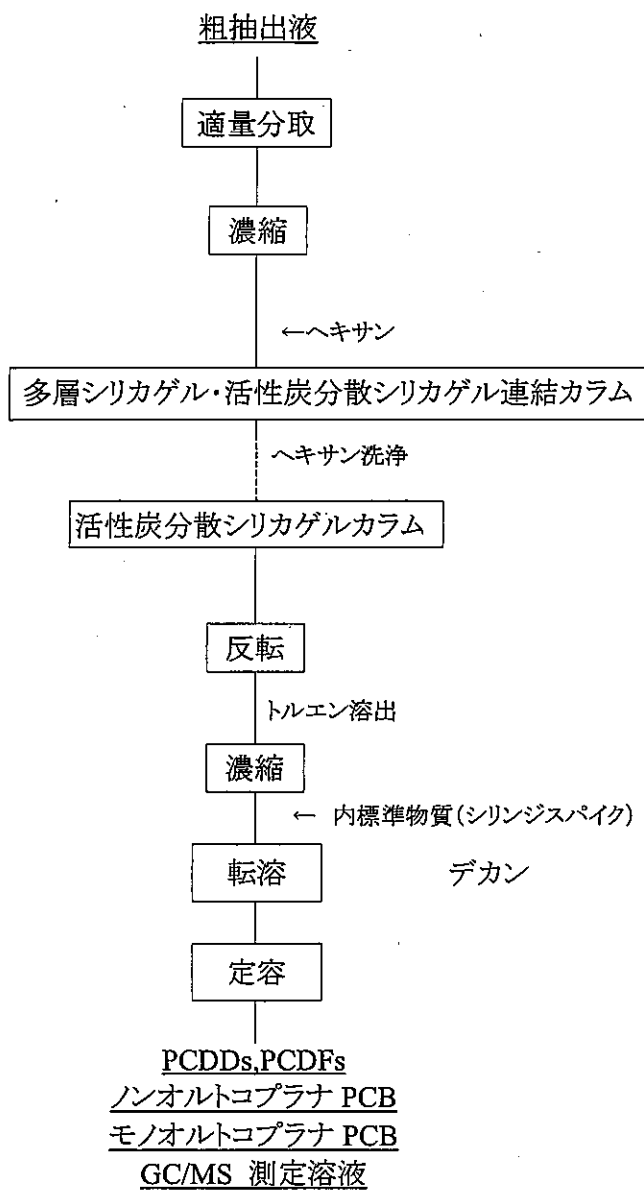 粗抽出液
適量分取
濃縮
←ヘキサン
多層シリカゲル・活性炭分散シリカゲル連結カラム
ヘキサン洗浄
活性炭分散シリカゲルカラム
反転
トルエン溶出
濃縮
← 内標準物質(シリンジスパイク)
転溶 デカン
定容
PCDDs,PCDFs
ノンオルトコプラナ PCB
モノオルトコプラナ PCB
GC/MS 測定溶液